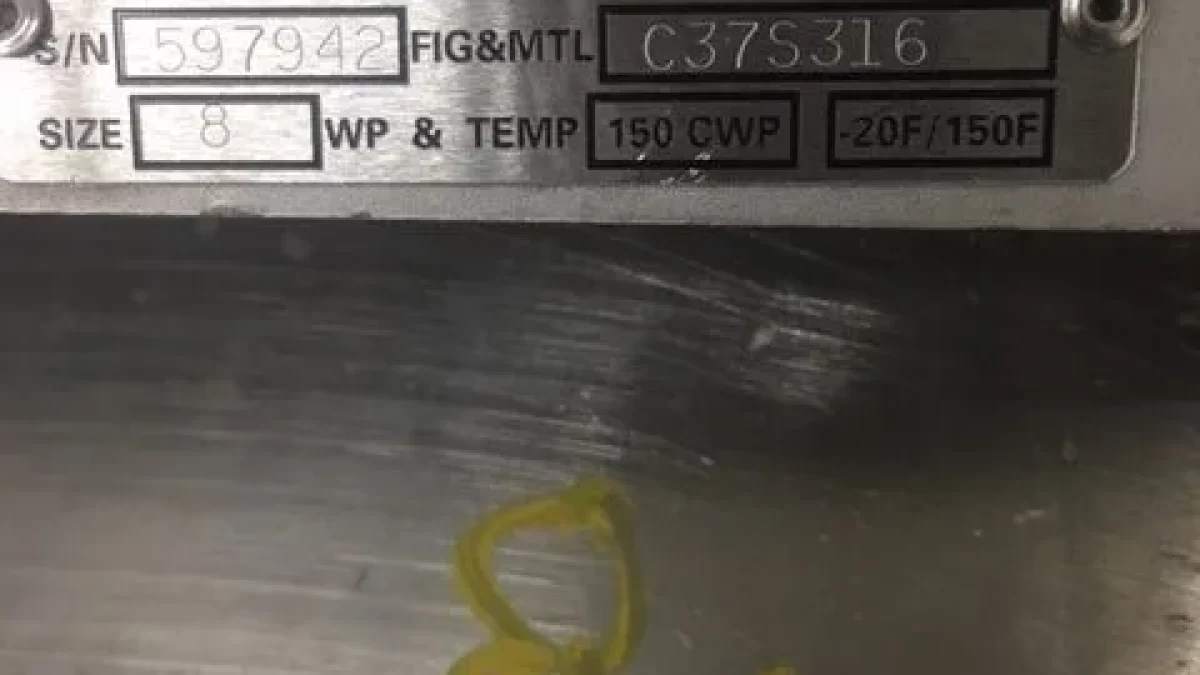 S/N 597942 FIG&MTL C37S316
SIZE 8 WP & TEMP 150 CWP -20F/150F